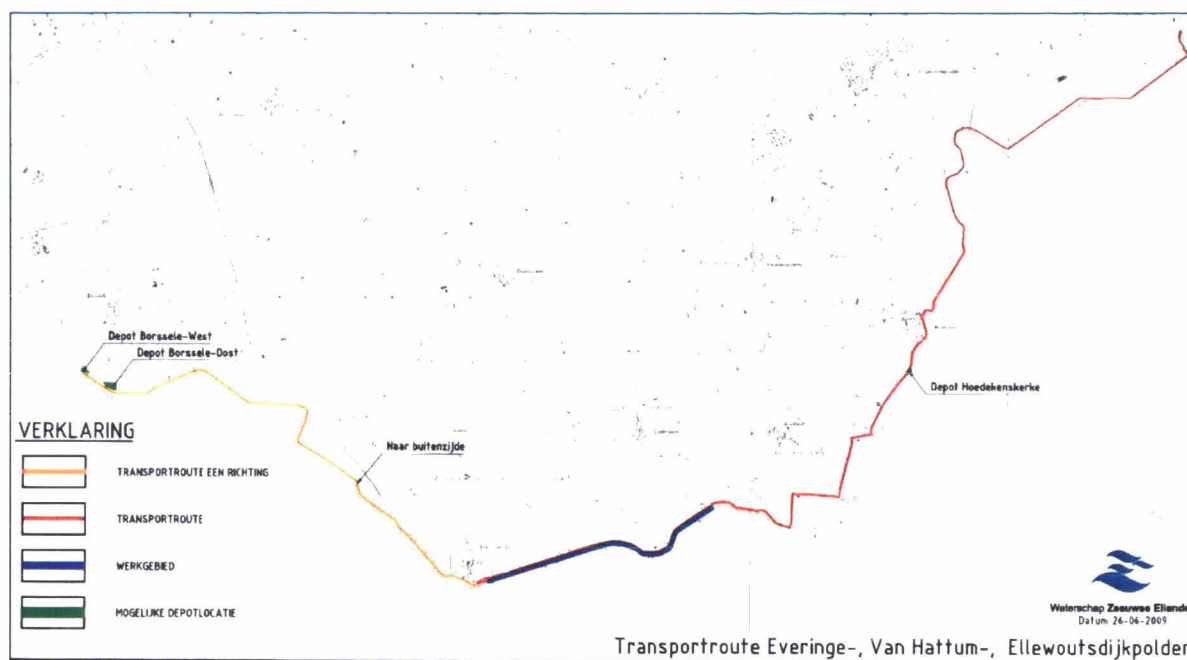 Depot Borssele-West
Depot Borssele-Oost
Depot Hoedekenskerke
Naar buitenzijde
VERKLARING
TRANSPORTROUTE EEN RICHTING
TRANSPORTROUTE
WERKGEBIED
MOGELIJKE DEPOTLOCATIE
Waterschap Zeeuwse Eilande
Datum 26-06-2009
Transportroute Everinge-, Van Hattum-, Ellewoutsdijkpolder